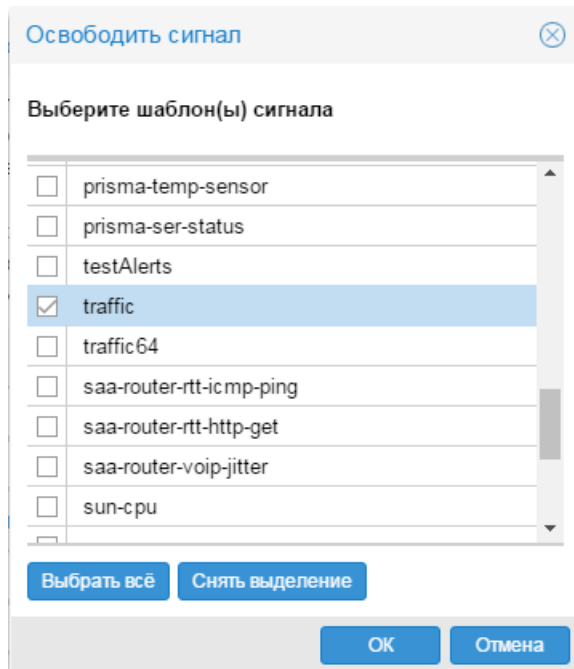 Освободить сигнал
Выберите шаблон(ы) сигнала
prisma-temp-sensor
prisma-ser-status
testAlerts
traffic
traffic64
saa-router-rtt-icmp-ping
saa-router-rtt-http-get
saa-router-voip-jitter
sun-cpu
Выбрать всё Снять выделение
ОК Отмена